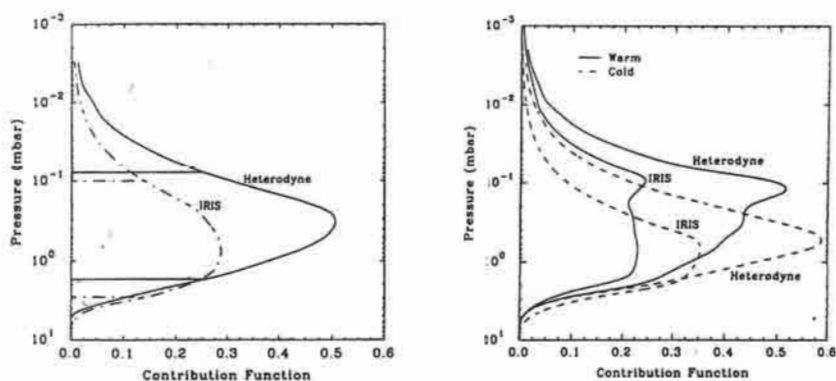 10⁻³
10⁻²
10⁻¹
10⁰
10¹
Pressure (mbar)
Heterodyne
IRIS
0.0 0.1 0.2 0.3 0.4 0.5 0.6
Contribution Function
10⁻³
10⁻²
10⁻¹
10⁰
10¹
Pressure (mbar)
Warm
Cold
Heterodyne
IRIS
IRIS
Heterodyne
0.0 0.1 0.2 0.3 0.4 0.5 0.6
Contribution Function